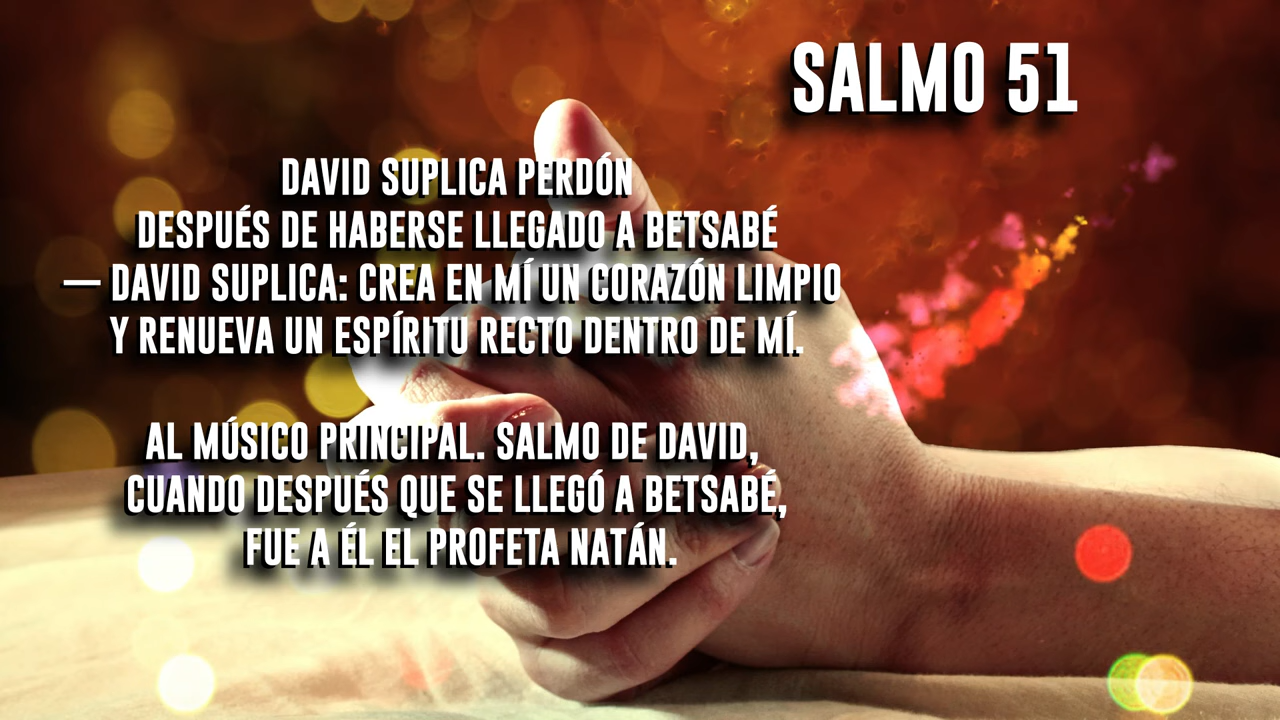 SALMO 51
DAVID SUPLICA PERDÓN
DESPUÉS DE HABERSE LLEGADO A BETSABÉ
— DAVID SUPLICA: CREA EN MÍ UN CORAZÓN LIMPIO
Y RENUEVA UN ESPÍRITU RECTO DENTRO DE MÍ.
AL MÚSICO PRINCIPAL. SALMO DE DAVID,
CUANDO DESPUÉS QUE SE LLEGÓ A BETSABÉ,
FUE A ÉL EL PROFETA NATÁN.